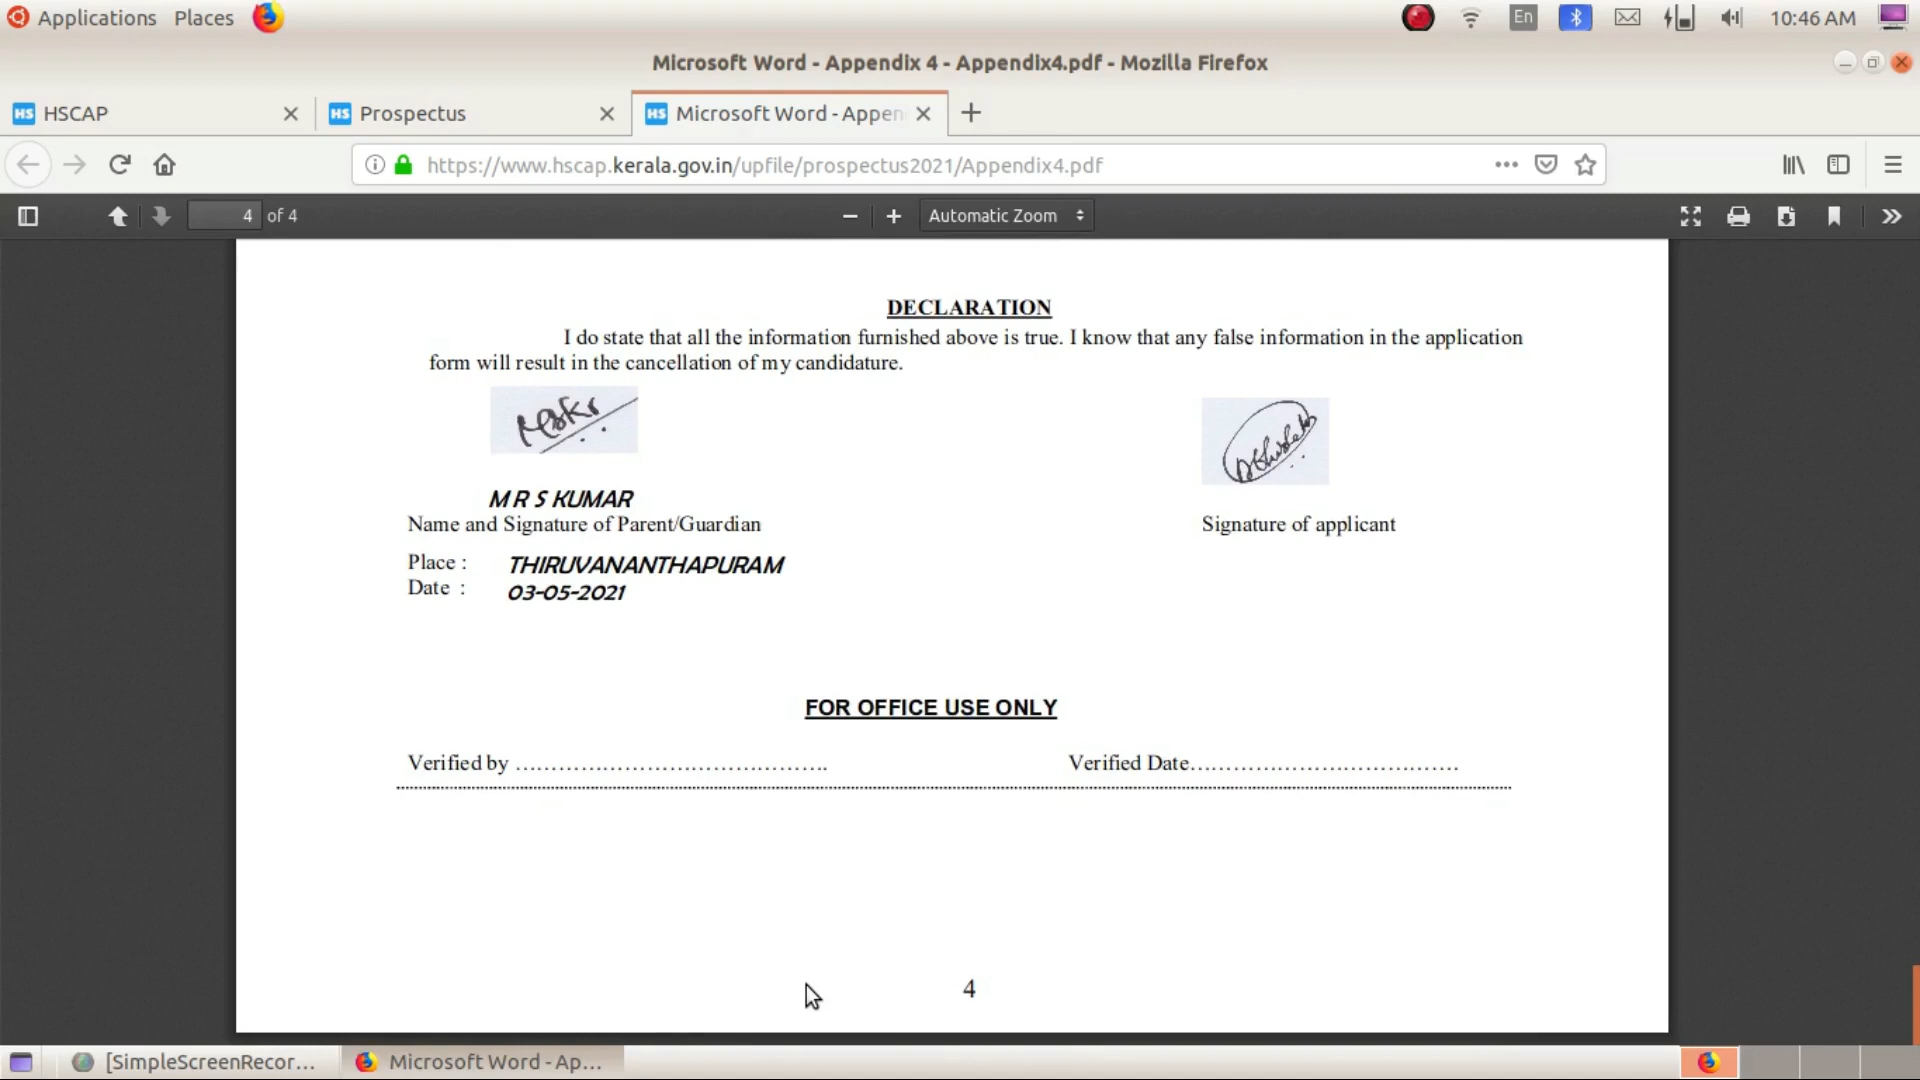 Applications Places En 10:46 AM
Microsoft Word - Appendix 4 - Appendix4.pdf - Mozilla Firefox
HS HSCAP HS Prospectus HS Microsoft Word - Appen
https://www.hscap.kerala.gov.in/upfile/prospectus2021/Appendix4.pdf
4 of 4 Automatic Zoom
DECLARATION
I do state that all the information furnished above is true. I know that any false information in the application
form will result in the cancellation of my candidature.
M R S KUMAR
Name and Signature of Parent/Guardian Signature of applicant
Place : THIRUVANANTHAPURAM
Date : 03-05-2021
FOR OFFICE USE ONLY
Verified by ……………………………………. Verified Date……………………………….
4
[SimpleScreenRecor... Microsoft Word - Ap...